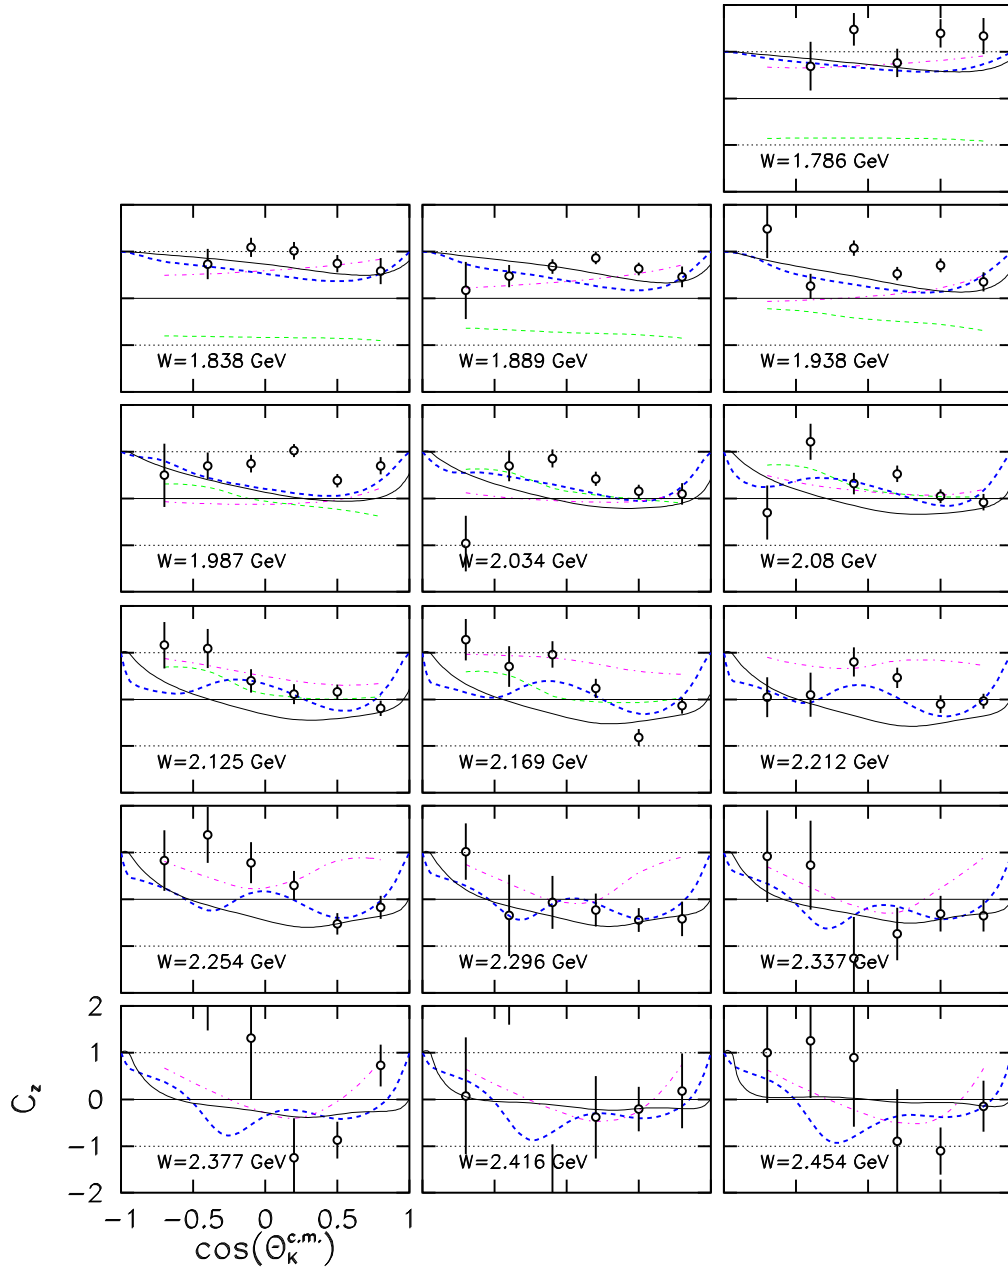 W=1.786 GeV
W=1.838 GeV
W=1.889 GeV
W=1.938 GeV
W=1.987 GeV
W=2.034 GeV
W=2.08 GeV
W=2.125 GeV
W=2.169 GeV
W=2.212 GeV
W=2.254 GeV
W=2.296 GeV
W=2.337 GeV
2
1
0
-1
-2
C_z
W=2.377 GeV
W=2.416 GeV
W=2.454 GeV
-1 -0.5 0 0.5 1
cos(Θ_K^{c.m.})